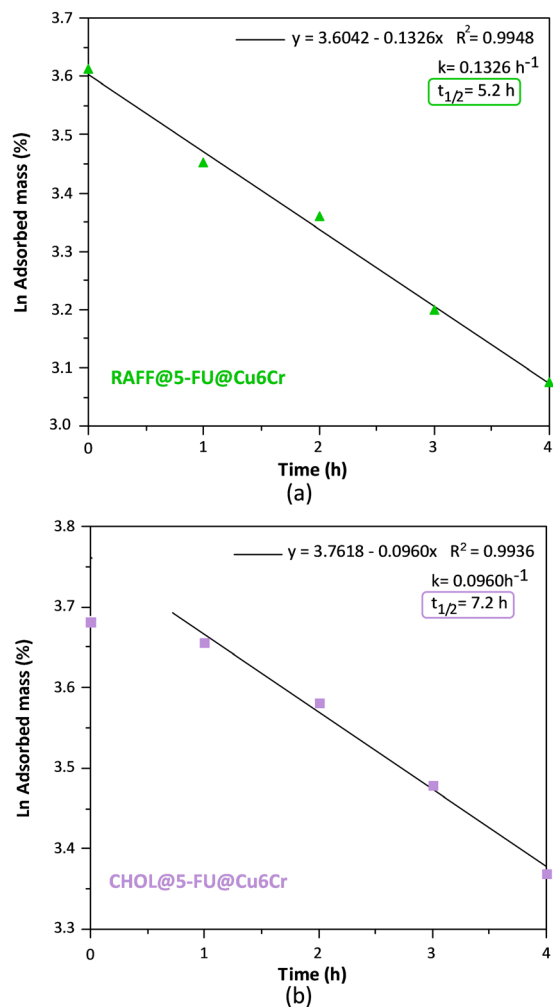 3.7
y = 3.6042 - 0.1326x R² = 0.9948
k= 0.1326 h⁻¹
t1/2= 5.2 h
3.6
3.5
3.4
3.3
3.2
3.1
3.0
Ln Adsorbed mass (%)
RAFF@5-FU@Cu6Cr
0 1 2 3 4
Time (h)
(a)
3.8
y = 3.7618 - 0.0960x R² = 0.9936
k= 0.0960h⁻¹
t1/2= 7.2 h
3.7
3.6
3.5
3.4
3.3
Ln Adsorbed mass (%)
CHOL@5-FU@Cu6Cr
0 1 2 3 4
Time (h)
(b)